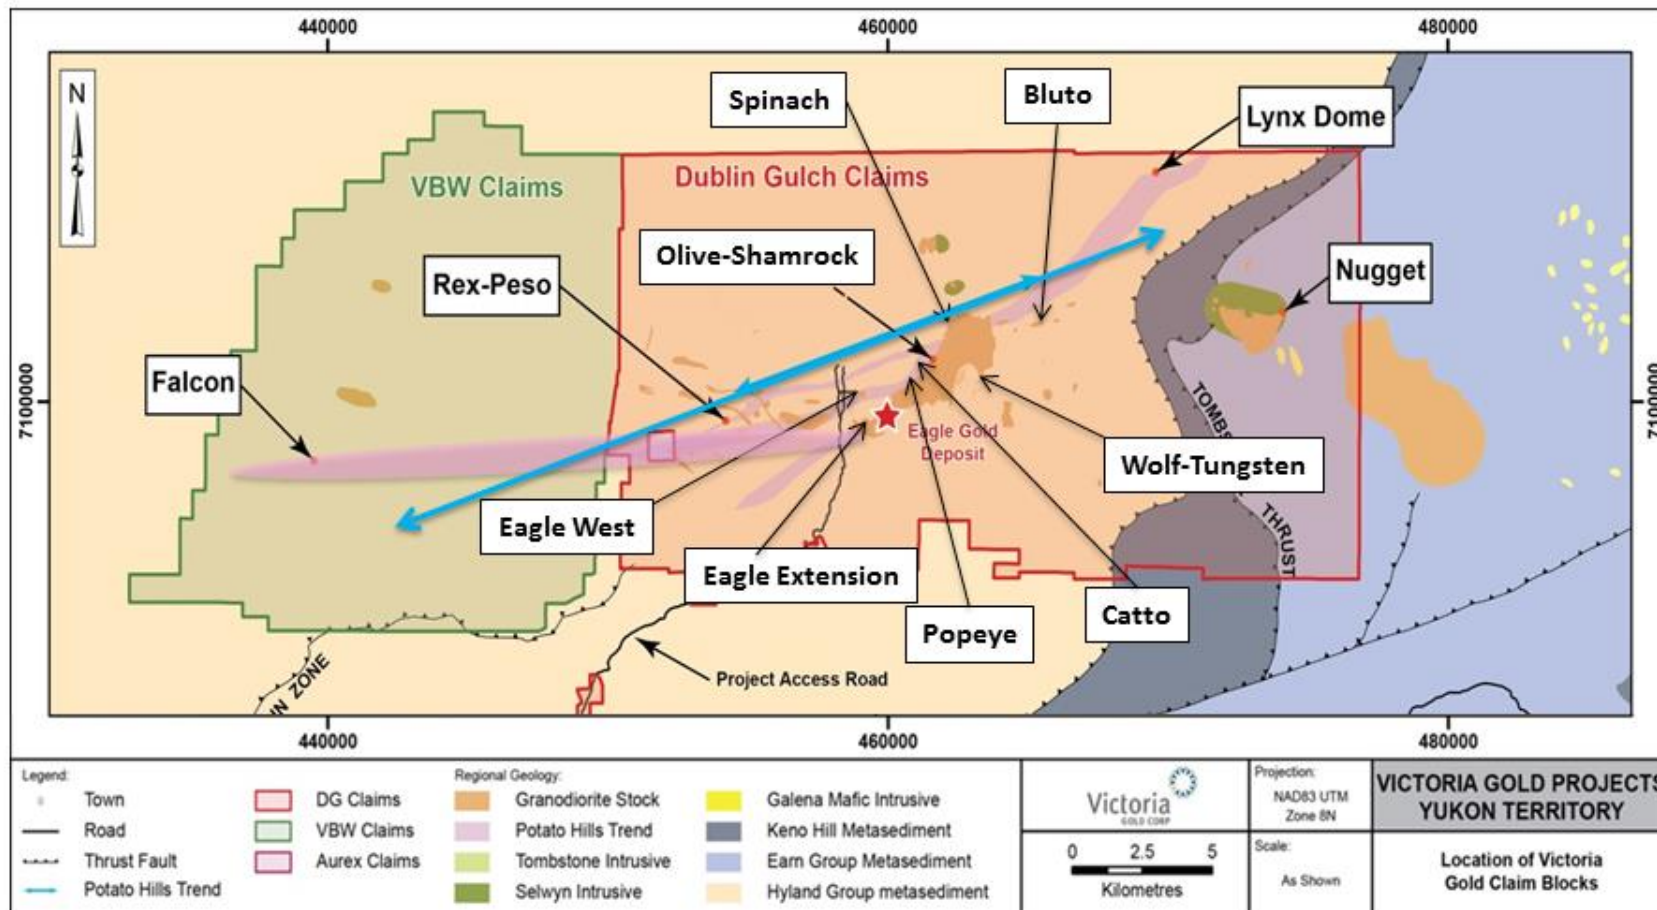 440000
460000
480000
N
Spinach
Bluto
Lynx Dome
VBW Claims
Dublin Gulch Claims
Olive-Shamrock
Rex-Peso
Nugget
Falcon
7100000
Eagle Gold
Deposit
TOMBS
THRUST
Wolf-Tungsten
Eagle West
Eagle Extension
Popeye
Catto
IN ZONE
Project Access Road
440000
460000
480000
Legend:
Town
Road
Thrust Fault
Potato Hills Trend
DG Claims
VBW Claims
Aurex Claims
Regional Geology:
Granodiorite Stock
Potato Hills Trend
Tombstone Intrusive
Selwyn Intrusive
Galena Mafic Intrusive
Keno Hill Metasediment
Earn Group Metasediment
Hyland Group metasediment
Victoria
GOLD CORP
0 2.5 5
Kilometres
Projection:
NAD83 UTM
Zone 8N
Scale:
As Shown
VICTORIA GOLD PROJECTS
YUKON TERRITORY
Location of Victoria
Gold Claim Blocks